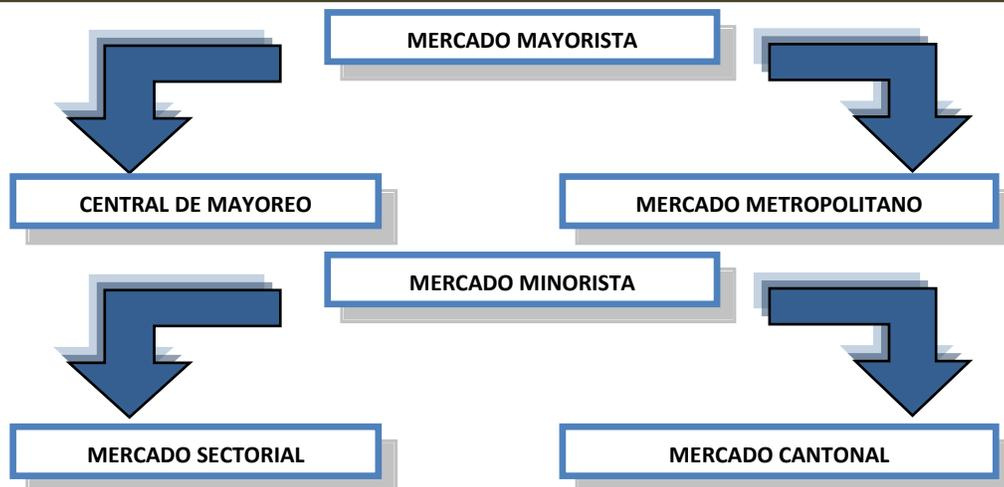 MERCADO MAYORISTA
CENTRAL DE MAYOREO
MERCADO METROPOLITANO
MERCADO MINORISTA
MERCADO SECTORIAL
MERCADO CANTONAL